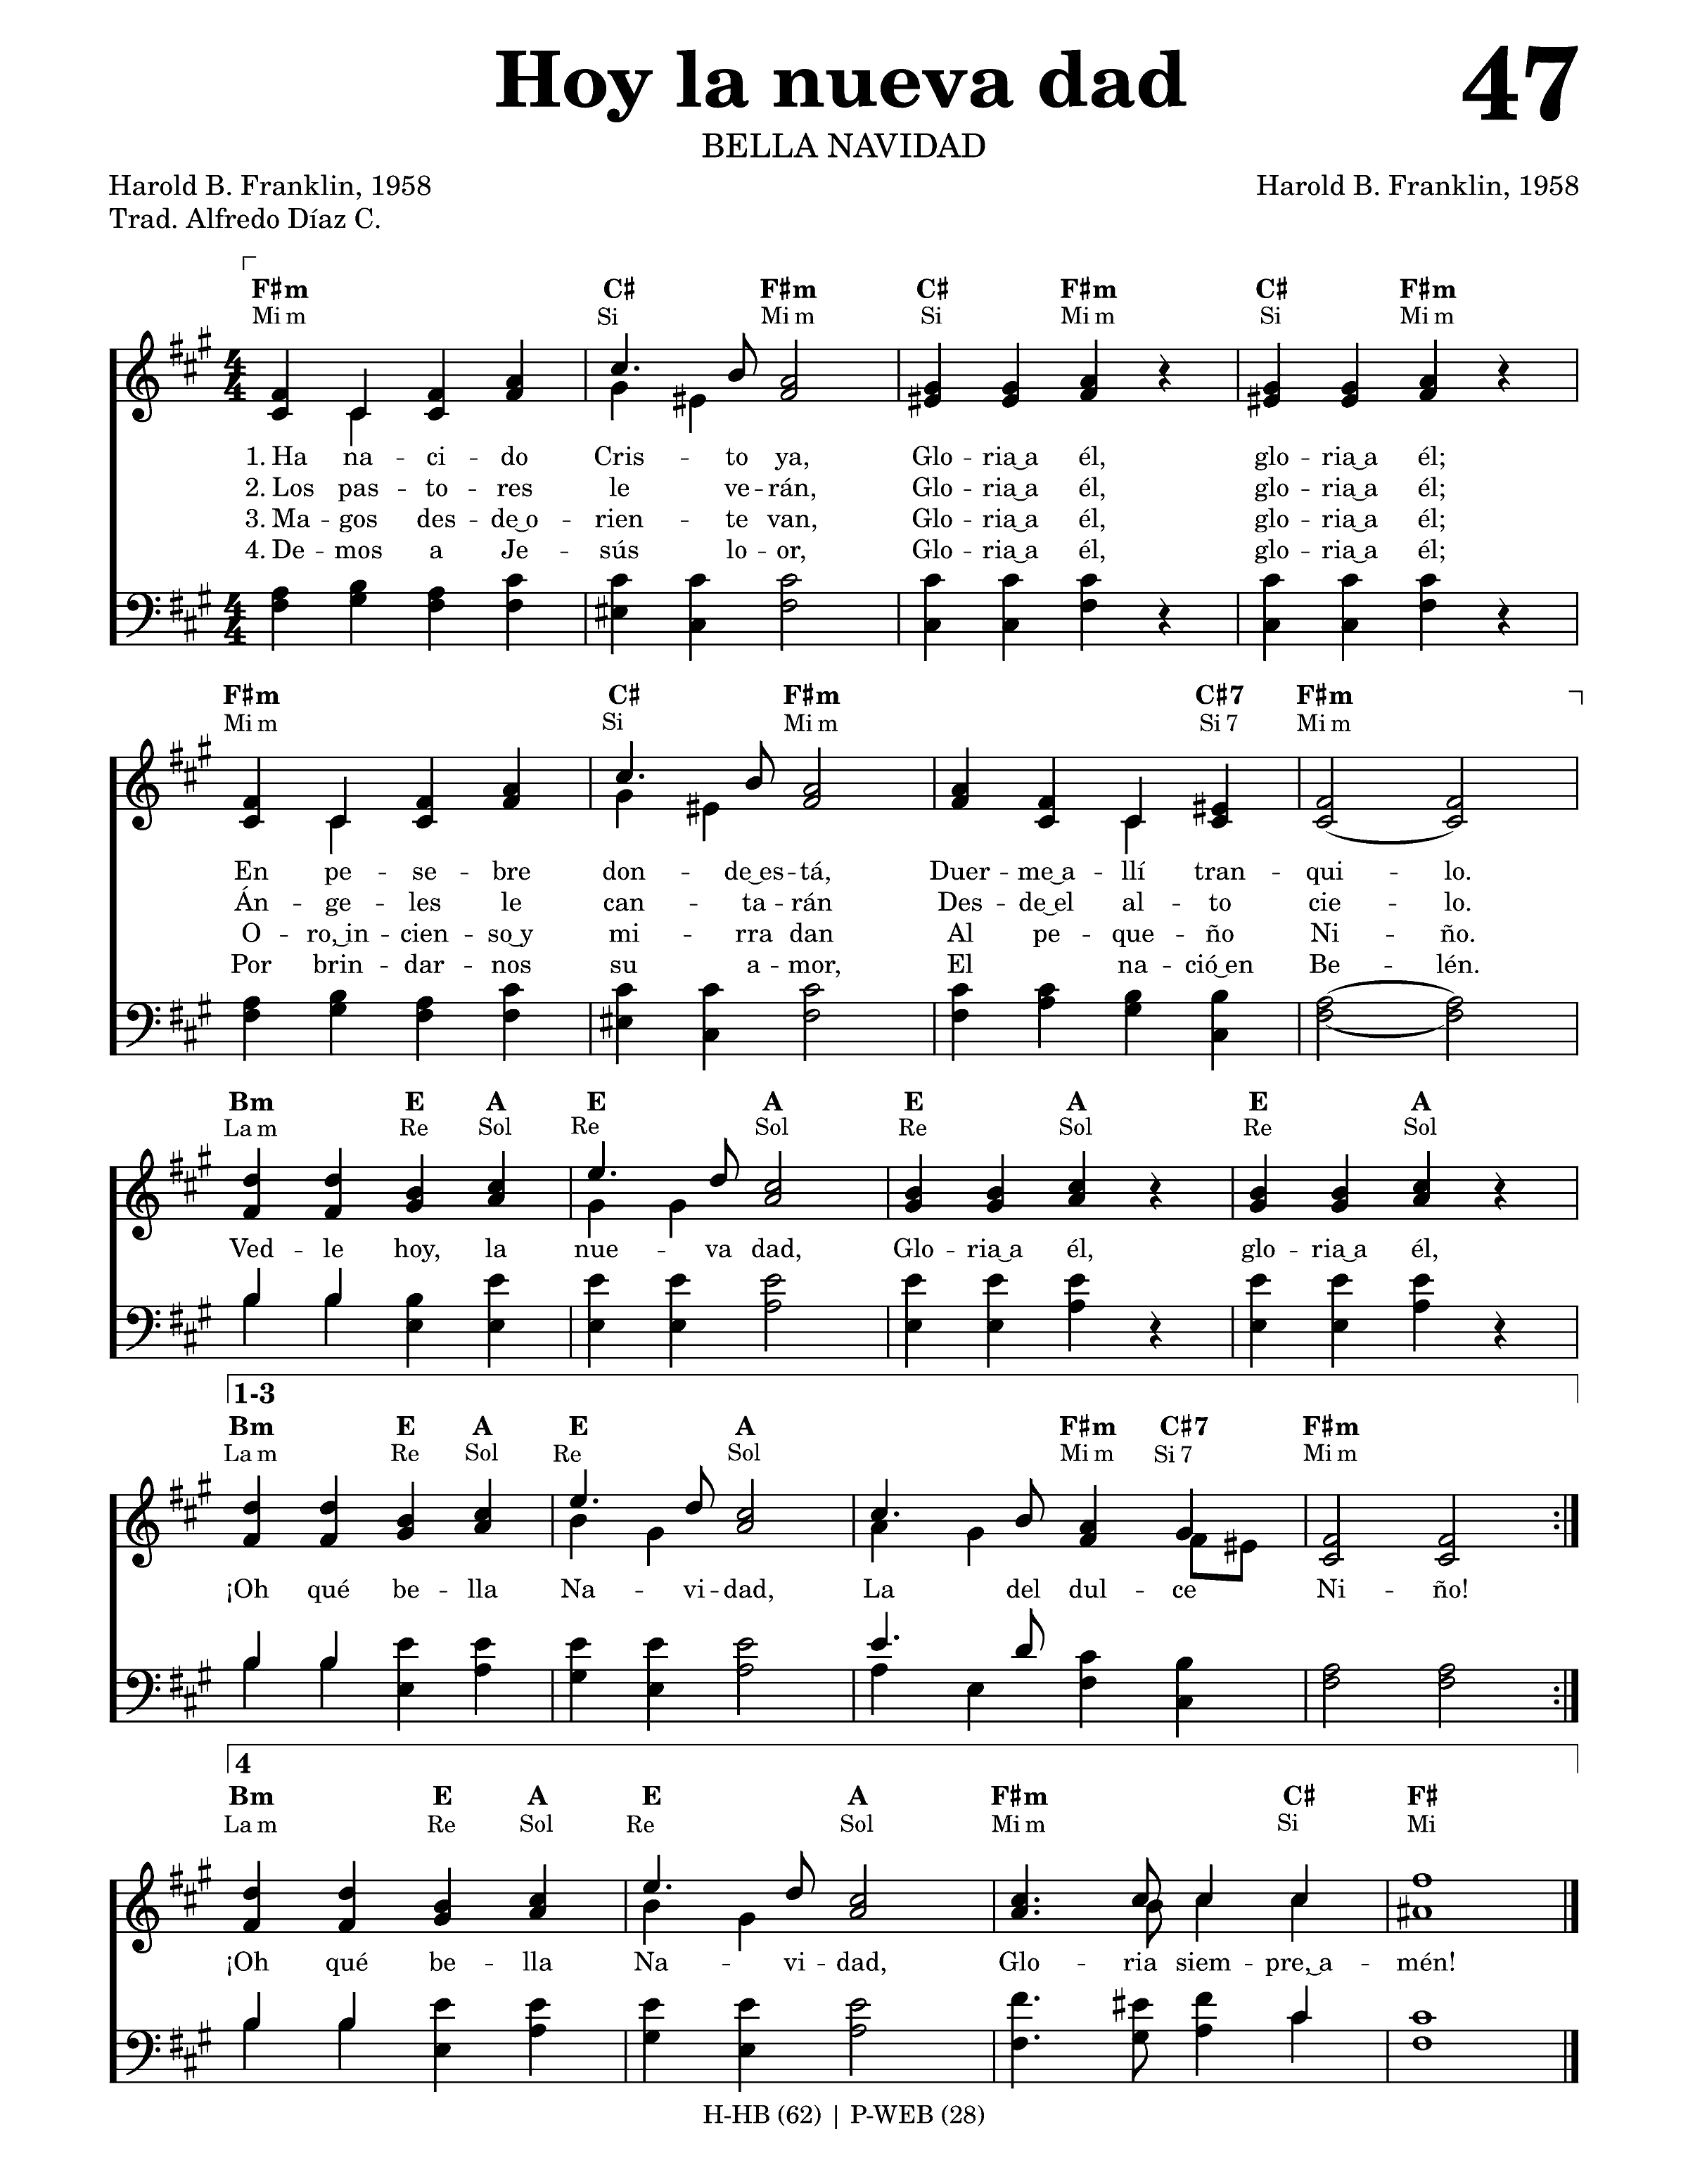 Hoy la nueva dad 47
BELLA NAVIDAD
Harold B. Franklin, 1958 Harold B. Franklin, 1958
Trad. Alfredo Díaz C.
F♯m C♯ F♯m C♯ F♯m C♯ F♯m
Mi m Si Mi m Si Mi m Si Mi m
1. Ha na - ci - do Cris - to ya, Glo - ria‿a él, glo - ria‿a él;
2. Los pas - to - res le ve - rán, Glo - ria‿a él, glo - ria‿a él;
3. Ma - gos des - de‿o - rien - te van, Glo - ria‿a él, glo - ria‿a él;
4. De - mos a Je - sús lo - or, Glo - ria‿a él, glo - ria‿a él;
F♯m C♯ F♯m C♯7 F♯m
Mi m Si Mi m Si 7 Mi m
En pe - se - bre don - de‿es - tá, Duer - me‿a - llí tran - qui - lo.
Án - ge - les le can - ta - rán Des - de‿el al - to cie - lo.
O - ro,‿in - cien - so‿y mi - rra dan Al pe - que - ño Ni - ño.
Por brin - dar - nos su a - mor, El na - ció‿en Be - lén.
Bm E A E A E A E A
La m Re Sol Re Sol Re Sol Re Sol
Ved - le hoy, la nue - va dad, Glo - ria‿a él, glo - ria‿a él,
1-3
Bm E A E A F♯m C♯7 F♯m
La m Re Sol Re Sol Mi m Si 7 Mi m
¡Oh qué be - lla Na - vi - dad, La del dul - ce Ni - ño!
4
Bm E A E A F♯m C♯ F♯
La m Re Sol Re Sol Mi m Si Mi
¡Oh qué be - lla Na - vi - dad, Glo - ria siem - pre,‿a - mén!
H-HB (62) | P-WEB (28)